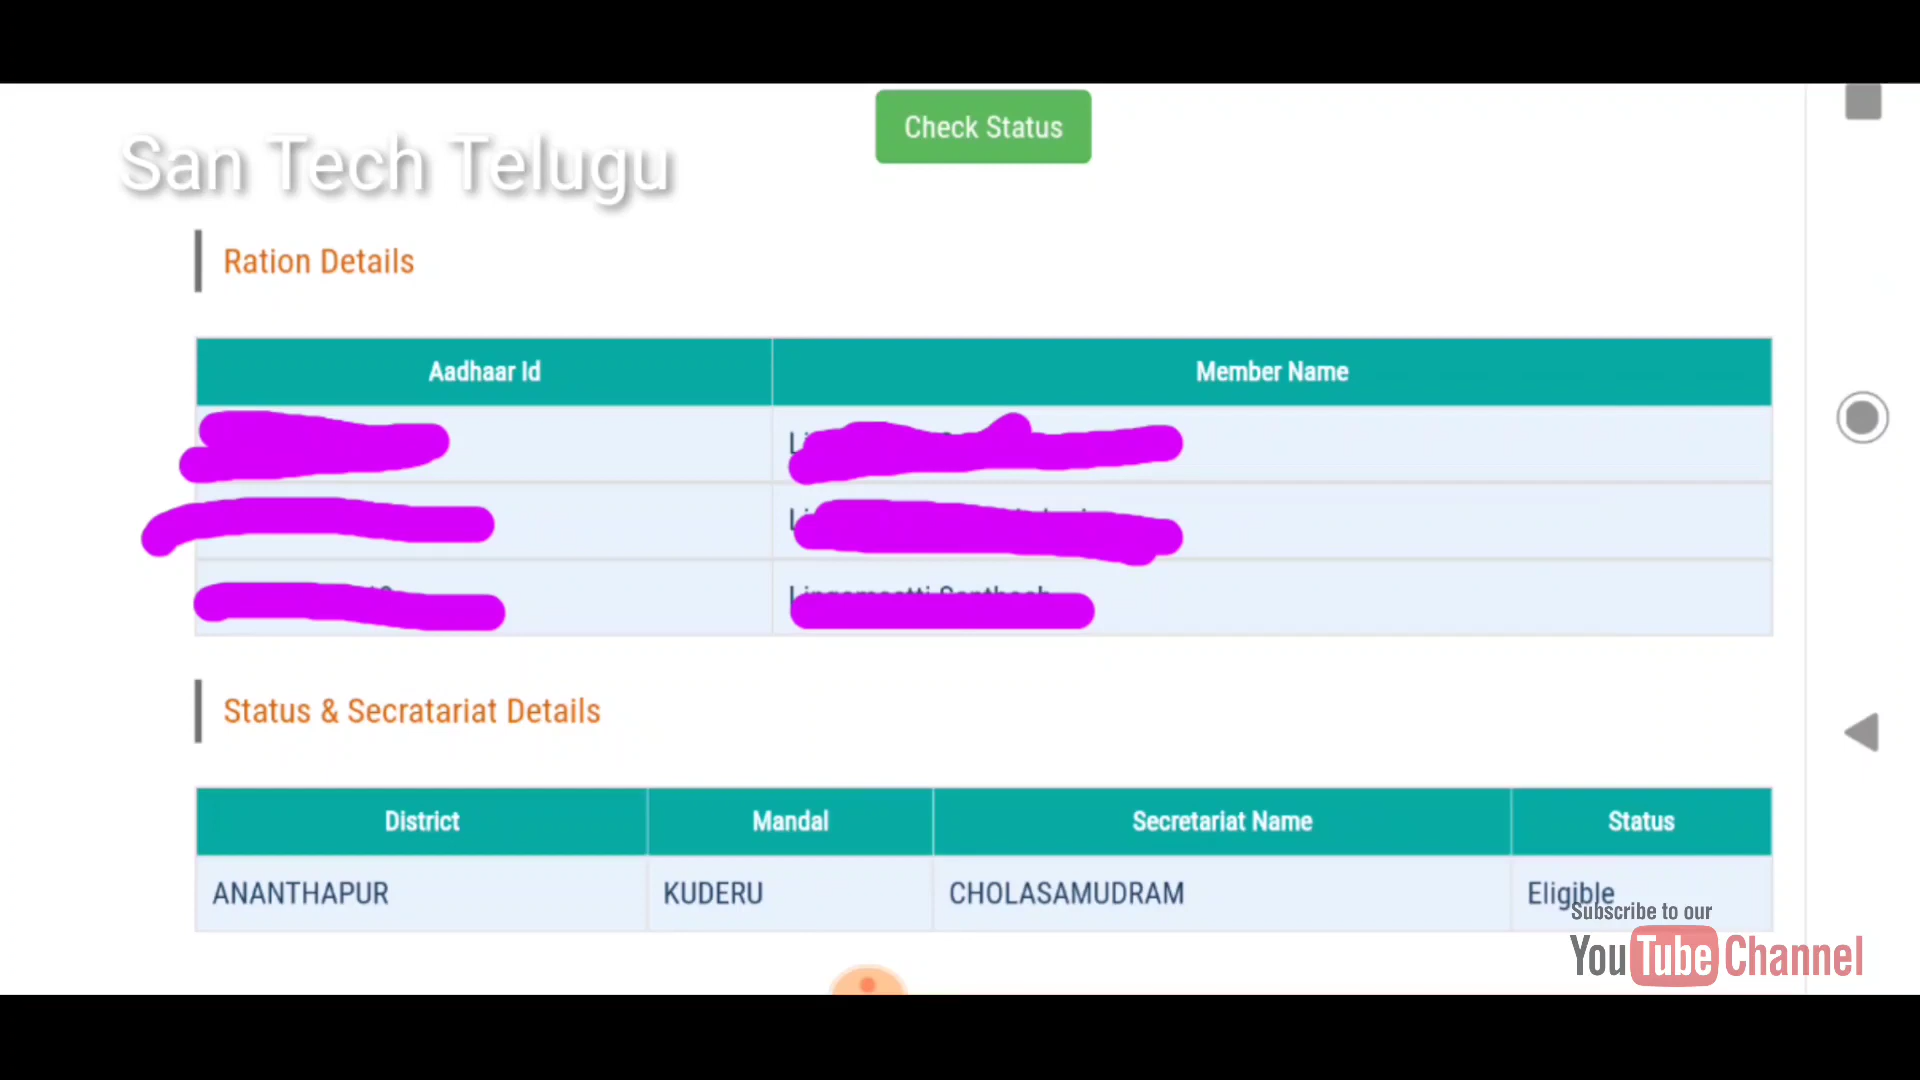 Check Status
San Tech Telugu
Ration Details
Aadhaar Id Member Name
Status & Secratariat Details
District Mandal Secretariat Name Status
ANANTHAPUR KUDERU CHOLASAMUDRAM Eligible
Subscribe to our
YouTube Channel